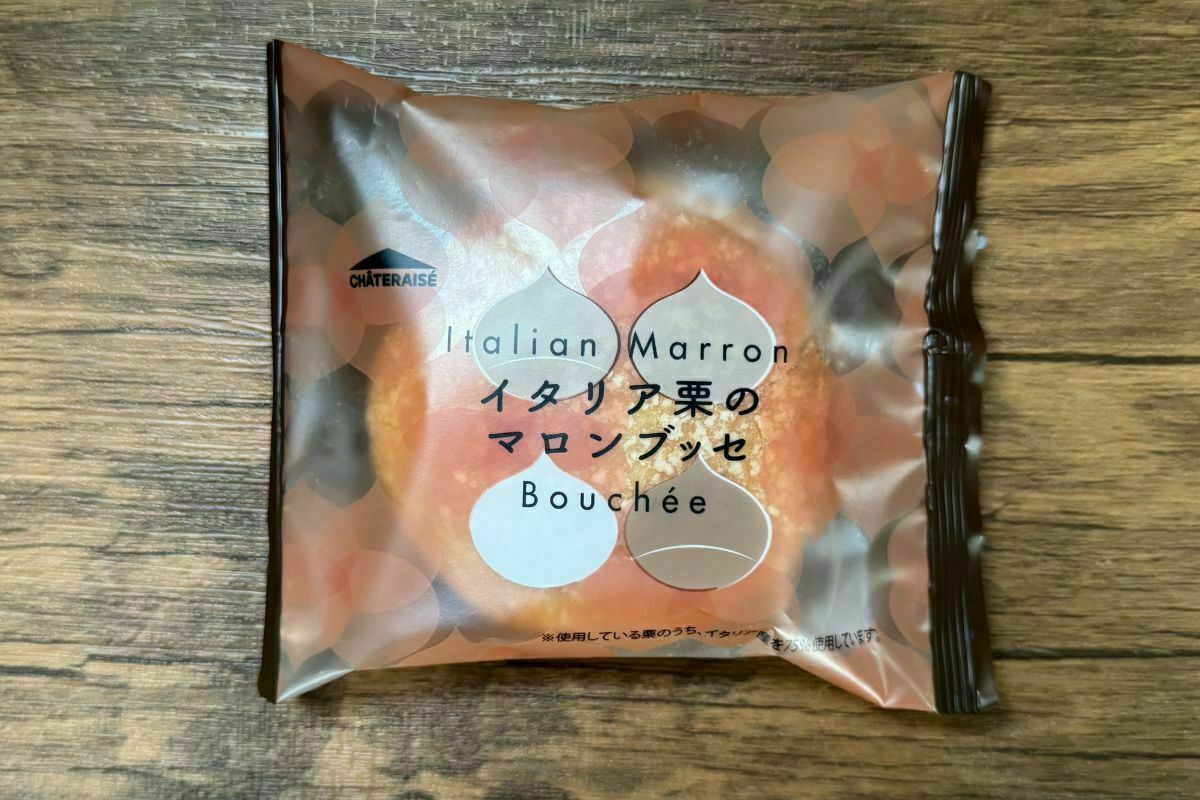 CHÂTERAISÉ
Italian Marron
イタリア栗の
マロンブッセ
Bouchée
※使用している栗のうち、イタリア産を75%使用しています。